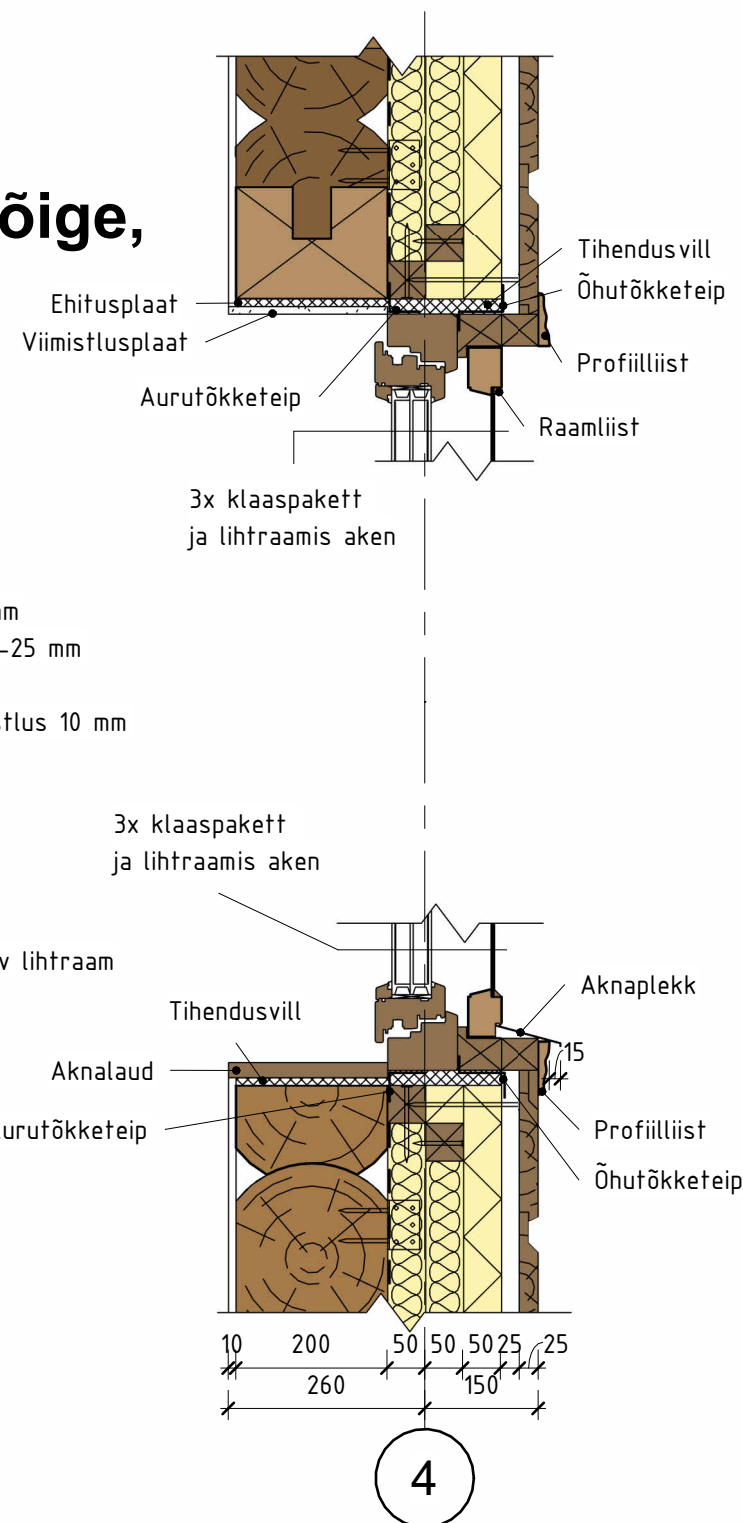 õige,
Tihendusvill
Õhutõkketeip
Ehitusplaat
Viimistlusplaat
Profiilliist
Aurutõkketeip
Raamliist
3x klaaspakett
ja lihtraamis aken
-25 mm
10 mm
3x klaaspakett
ja lihtraamis aken
lihtraam
Aknaplekk
Tihendusvill
15
Aknalaud
urutõkketeip
Profiilliist
Õhutõkketeip
10 200 50 50 50 25 25
260 150
4